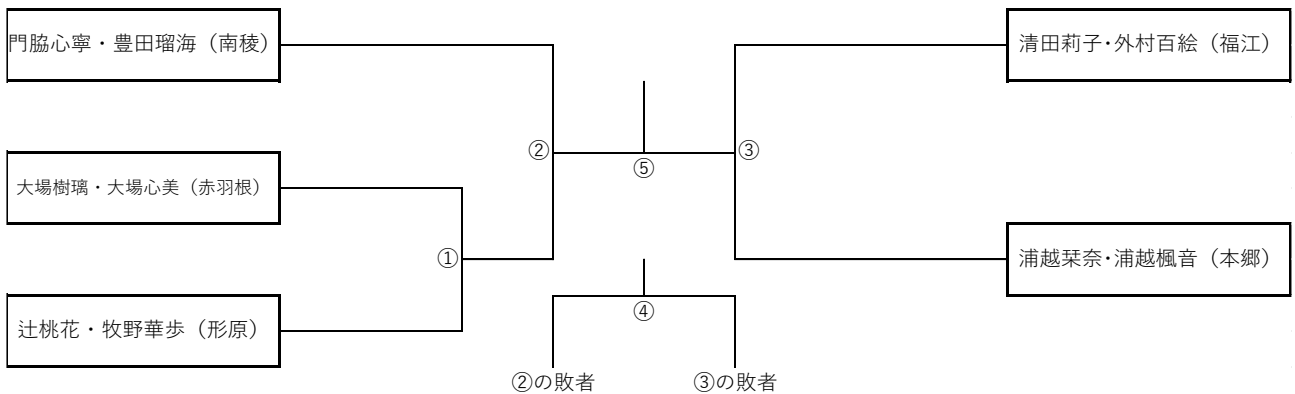 門脇心寧・豊田瑠海（南稜）
清田莉子・外村百絵（福江）
②
③
⑤
大場樹璃・大場心美（赤羽根）
①
浦越栞奈・浦越楓音（本郷）
④
辻桃花・牧野華歩（形原）
②の敗者
③の敗者